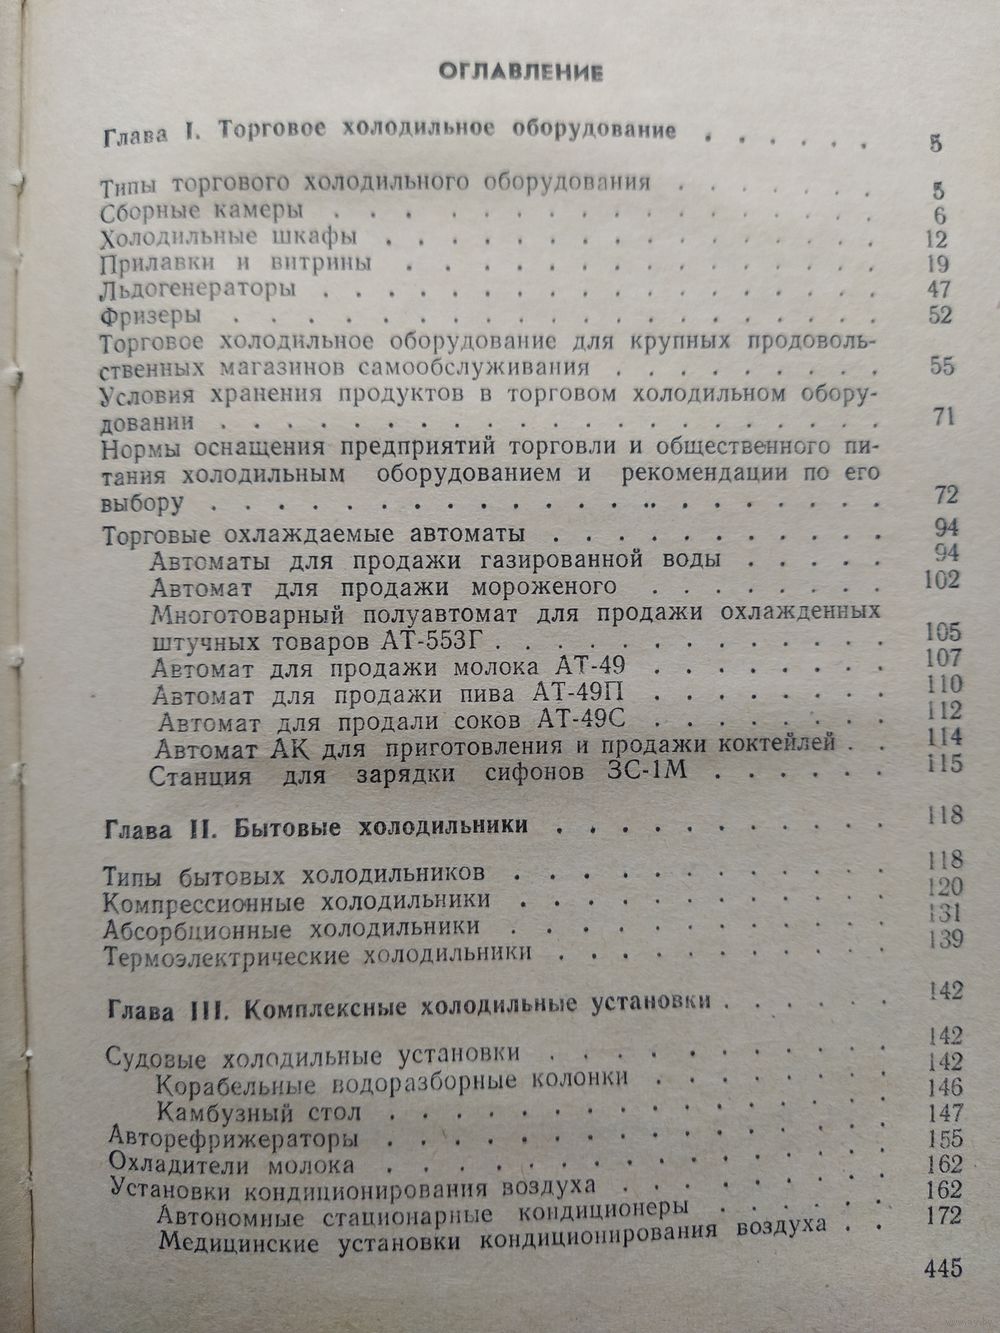 ОГЛАВЛЕНИЕ
Глава I. Торговое холодильное оборудование . . . . . . 5
Типы торгового холодильного оборудования . . . . . . . 5
Сборные камеры . . . . . . . . . . . . . . . . . 6
Холодильные шкафы . . . . . . . . . . . . . . . 12
Прилавки и витрины . . . . . . . . . . . . . . . 19
Льдогенераторы . . . . . . . . . . . . . . . . . 47
Фризеры . . . . . . . . . . . . . . . . . . . . 52
Торговое холодильное оборудование для крупных продоволь-
ственных магазинов самообслуживания . . . . . . . . . 55
Условия хранения продуктов в торговом холодильном обору-
довании . . . . . . . . . . . . . . . . . . . . 71
Нормы оснащения предприятий торговли и общественного пи-
тания холодильным оборудованием и рекомендации по его
выбору . . . . . . . . . . . . . . . . . . . . . 72
Торговые охлаждаемые автоматы . . . . . . . . . . . 94
Автоматы для продажи газированной воды . . . . . 94
Автомат для продажи мороженого . . . . . . . . 102
Многотоварный полуавтомат для продажи охлажденных
штучных товаров АТ-553Г . . . . . . . . . . . . 105
Автомат для продажи молока АТ-49 . . . . . . . . 107
Автомат для продажи пива АТ-49П . . . . . . . . 110
Автомат для продали соков АТ-49С . . . . . . . . 112
Автомат АК для приготовления и продажи коктейлей . . 114
Станция для зарядки сифонов ЗС-1М . . . . . . 115
Глава II. Бытовые холодильники . . . . . . . . . . . 118
Типы бытовых холодильников . . . . . . . . . . . . 118
Компрессионные холодильники . . . . . . . . . . . . 120
Абсорбционные холодильники . . . . . . . . . . . . 131
Термоэлектрические холодильники . . . . . . . . . . 139
Глава III. Комплексные холодильные установки . . . . . . 142
Судовые холодильные установки . . . . . . . . . . . 142
Корабельные водоразборные колонки . . . . . . . . 142
Камбузный стол . . . . . . . . . . . . . . . . 146
Авторефрижераторы . . . . . . . . . . . . . . . 147
Охладители молока . . . . . . . . . . . . . . . 155
Установки кондиционирования воздуха . . . . . . . . . 162
Автономные стационарные кондиционеры . . . . . . 162
Медицинские установки кондиционирования воздуха . . 172
445